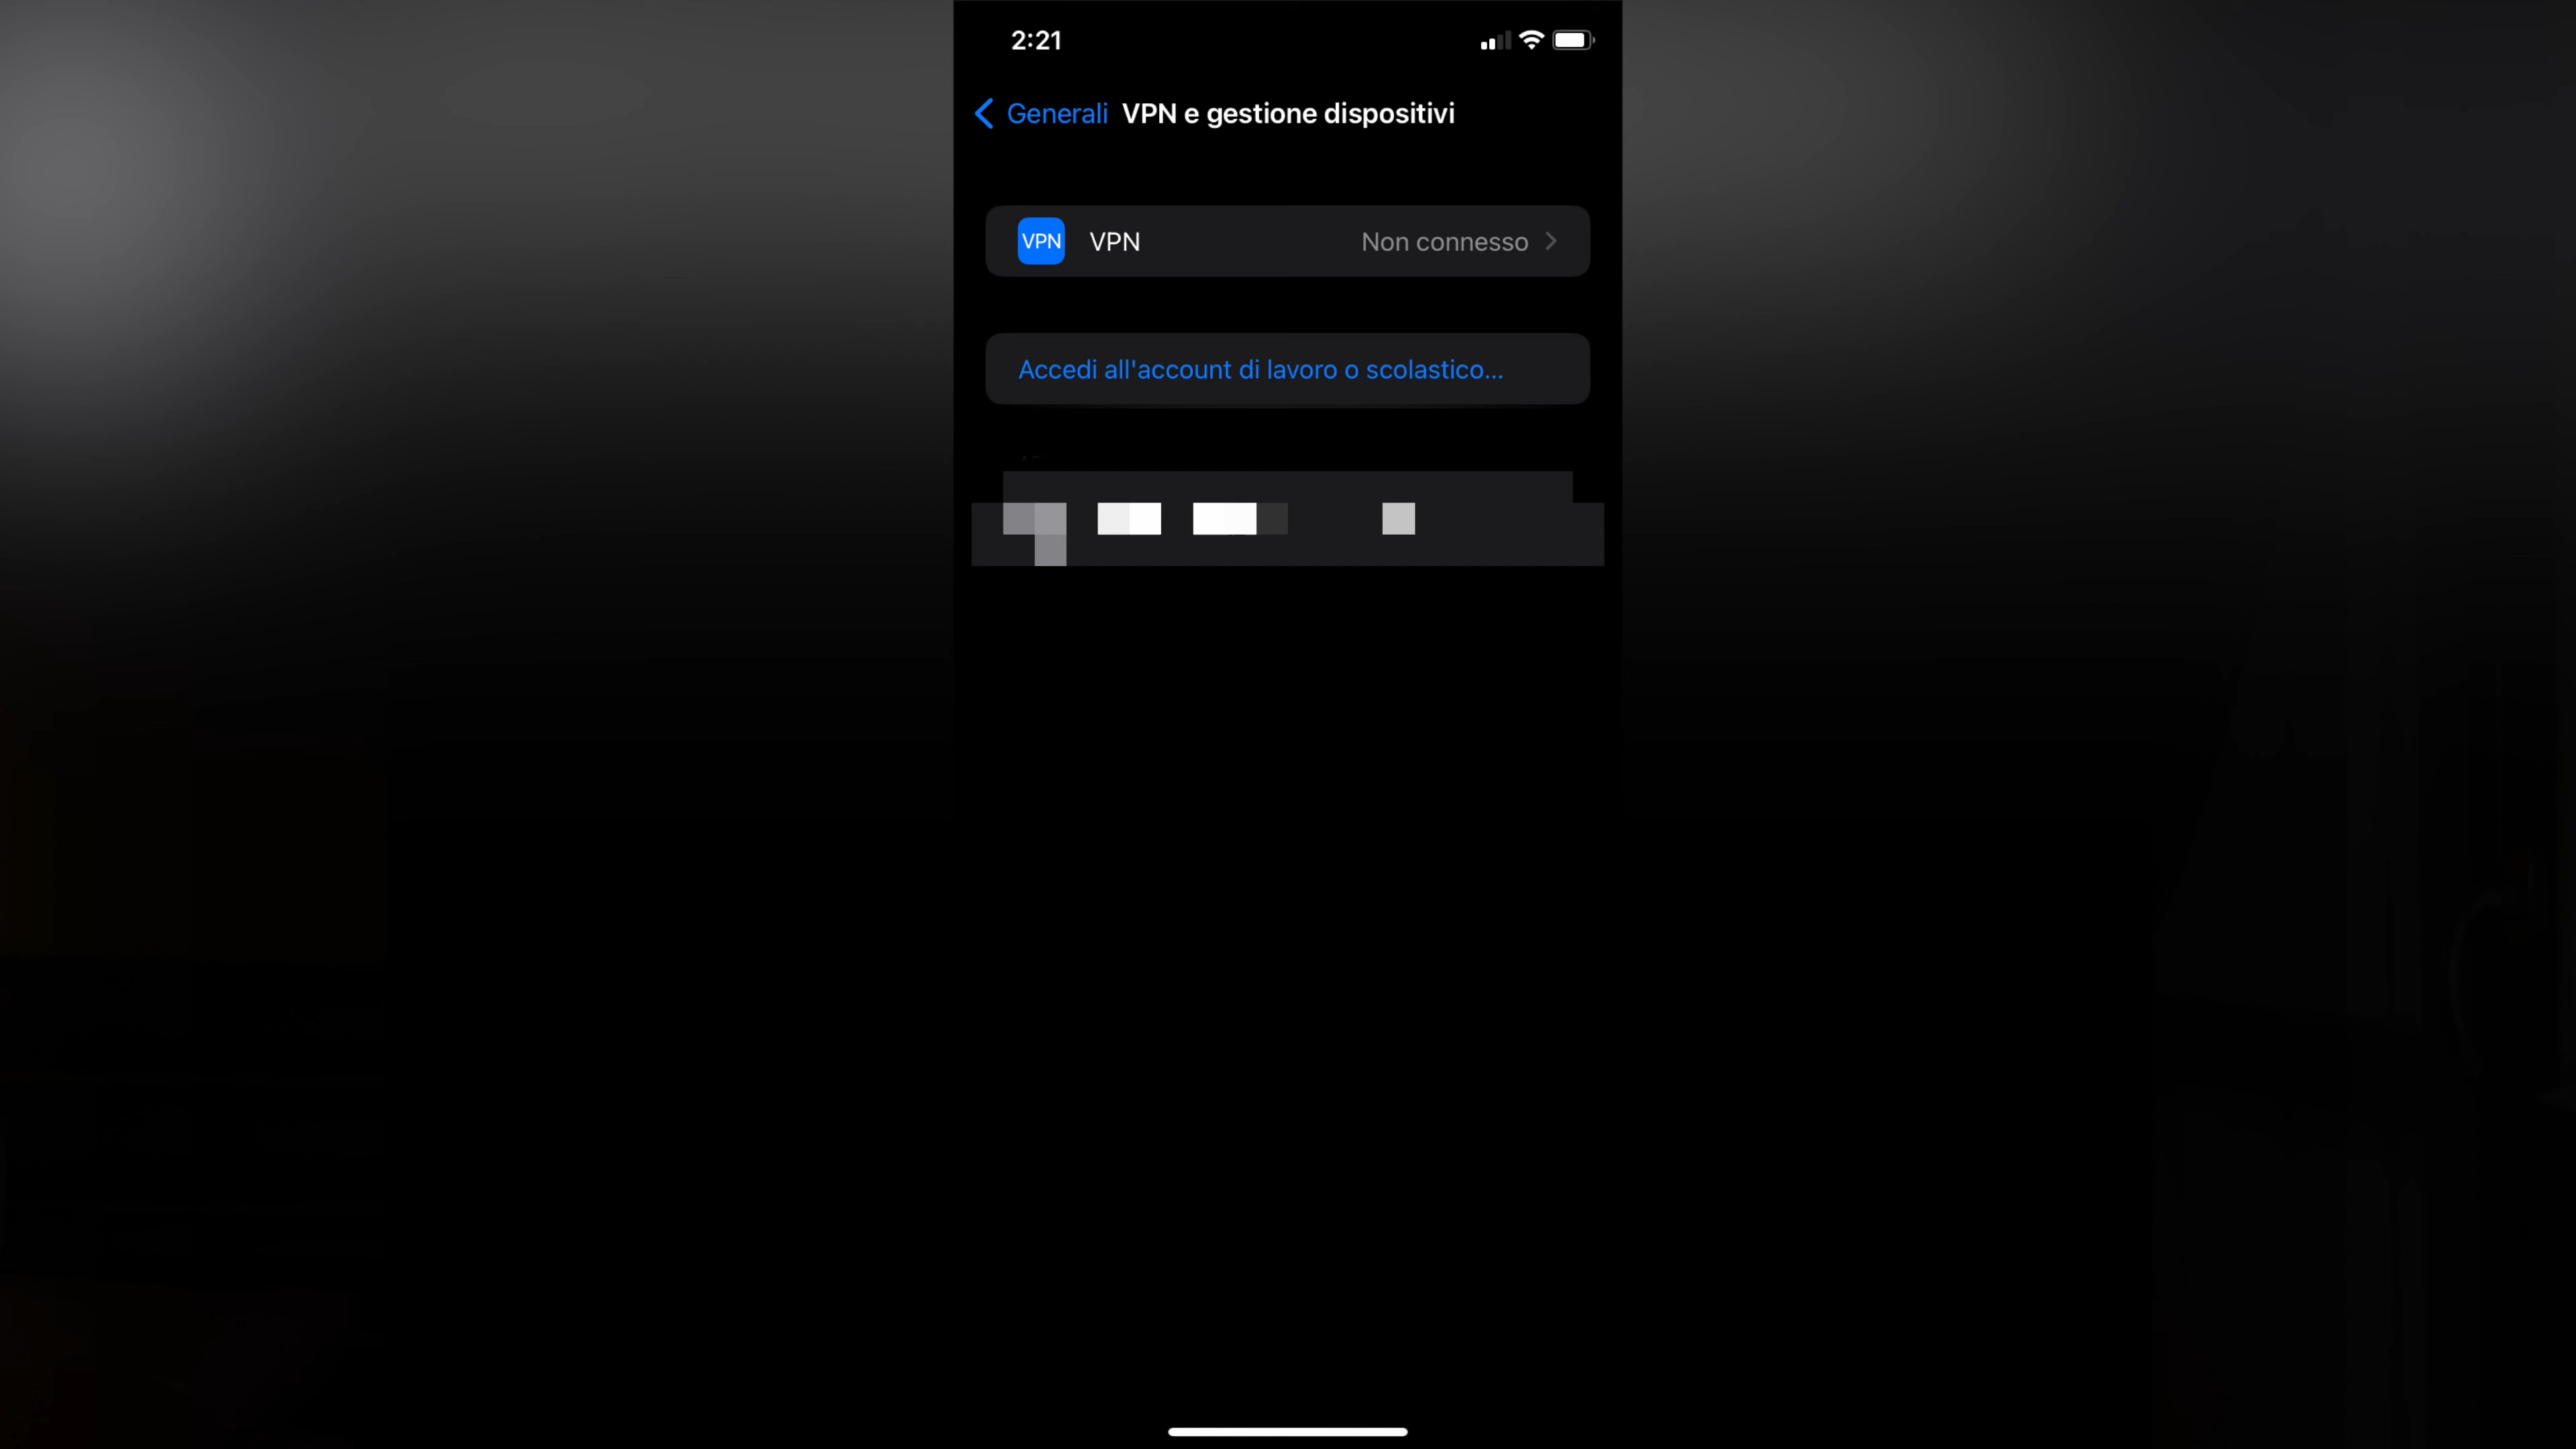 2:21
Generali VPN e gestione dispositivi
VPN VPN Non connesso
Accedi all'account di lavoro o scolastico...